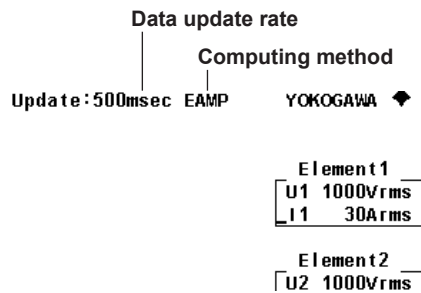 Data update rate
Computing method
Update:500msec EAMP YOKOGAWA
Element1
U1 1000Vrms
I1 30Arms
Element2
U2 1000Vrms